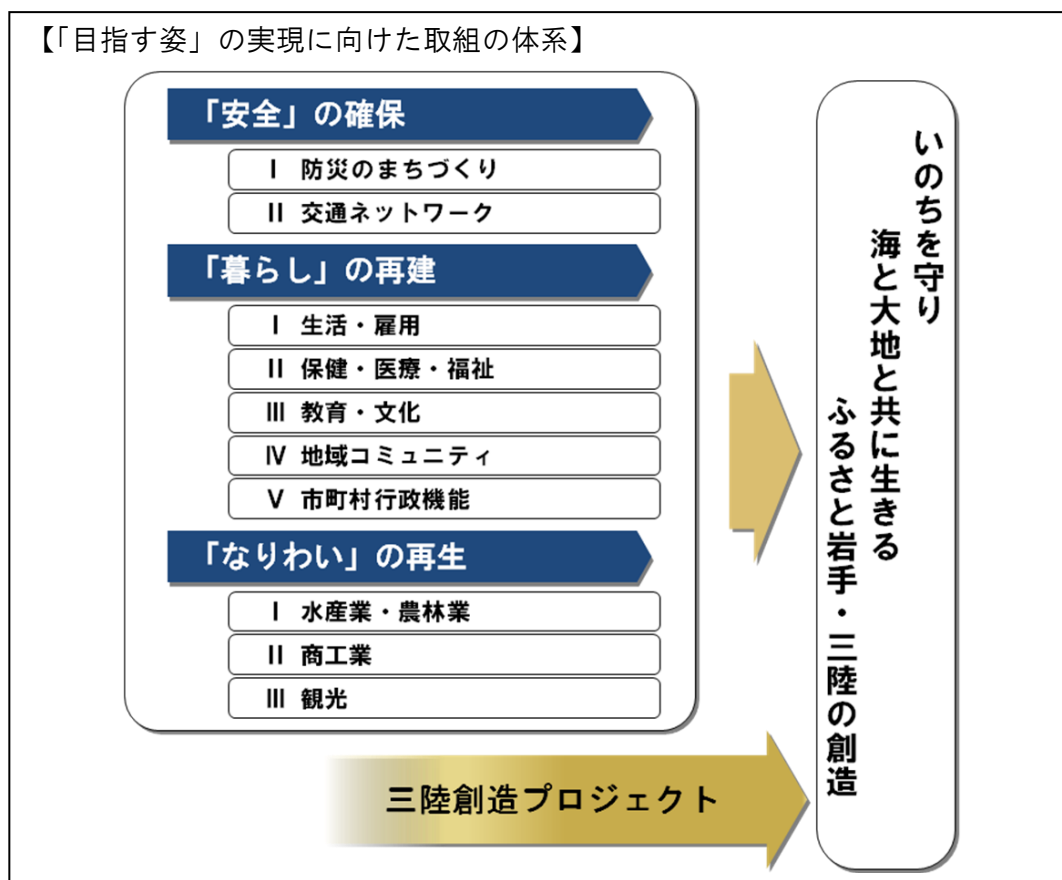 【「目指す姿」の実現に向けた取組の体系】
「安全」の確保
Ⅰ 防災のまちづくり
Ⅱ 交通ネットワーク
「暮らし」の再建
Ⅰ 生活・雇用
Ⅱ 保健・医療・福祉
Ⅲ 教育・文化
Ⅳ 地域コミュニティ
Ⅴ 市町村行政機能
「なりわい」の再生
Ⅰ 水産業・農林業
Ⅱ 商工業
Ⅲ 観光
三陸創造プロジェクト
いのちを守り
海と大地と共に生きる
ふるさと岩手・三陸の創造